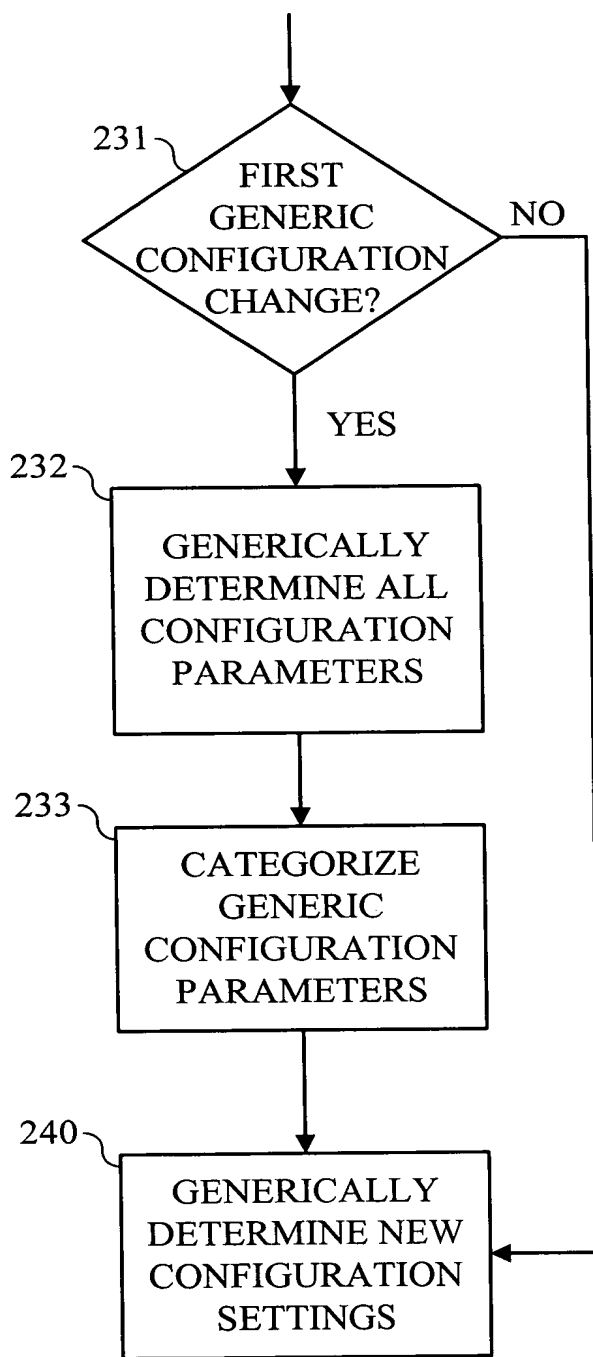 231
FIRST
GENERIC
CONFIGURATION
CHANGE?
NO
YES
232
GENERICALLY
DETERMINE ALL
CONFIGURATION
PARAMETERS
233
CATEGORIZE
GENERIC
CONFIGURATION
PARAMETERS
240
GENERICALLY
DETERMINE NEW
CONFIGURATION
SETTINGS